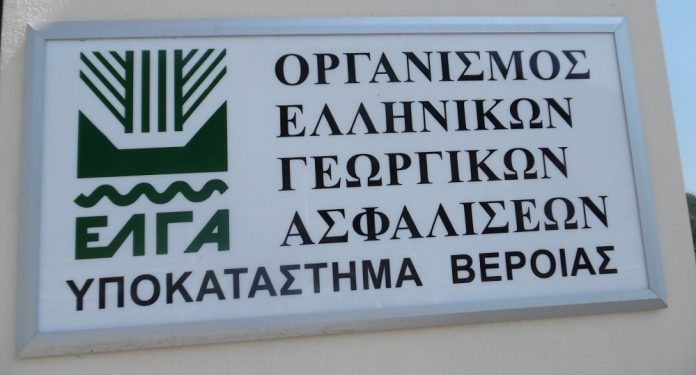 ΟΡΓΑΝΙΣΜΟΣ
ΕΛΛΗΝΙΚΩΝ
ΓΕΩΡΓΙΚΩΝ
ΑΣΦΑΛΙΣΕΩΝ
ΕΛΓΑ
ΥΠΟΚΑΤΑΣΤΗΜΑ ΒΕΡΟΙΑΣ